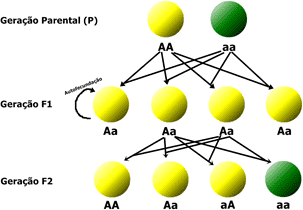 Geração Parental (P)
AA aa
Autofecundação
Geração F1
Aa Aa Aa Aa
Geração F2
AA Aa aA aa